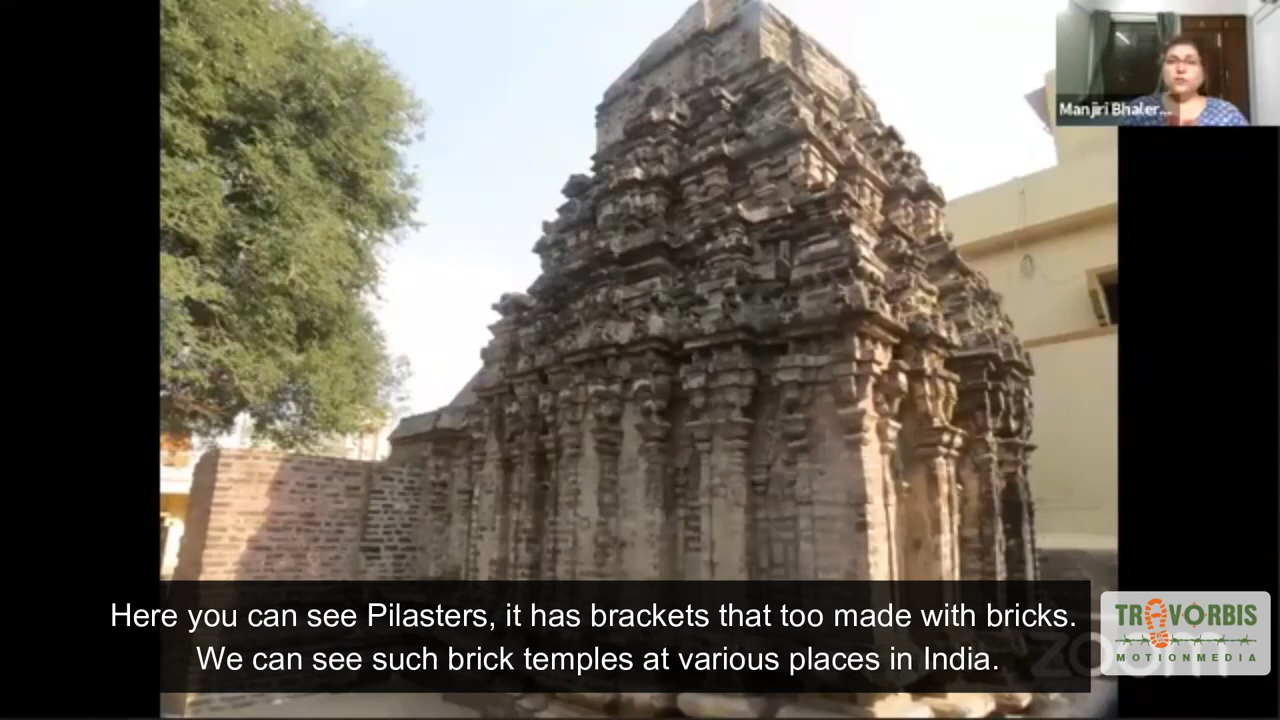 Manjiri Bhaler...
Here you can see Pilasters, it has brackets that too made with bricks.
We can see such brick temples at various places in India.
zoom
TRAVORBIS
MOTIONMEDIA